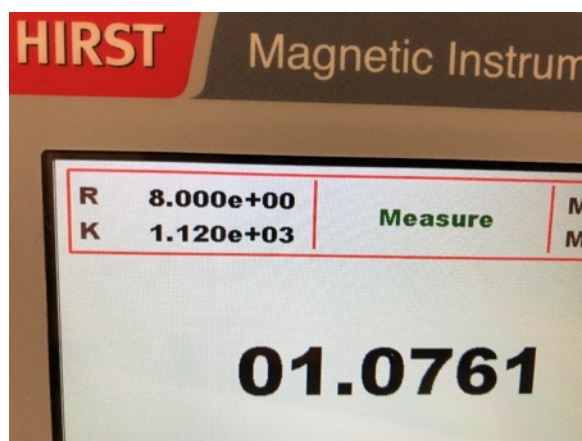 HIRST Magnetic Instrum
R 8.000e+00
K 1.120e+03
Measure
M
M
01.0761